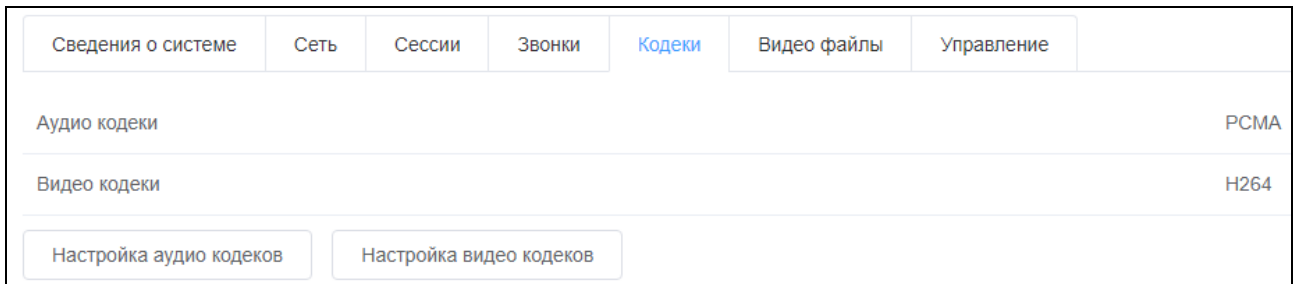 Сведения о системе Сеть Сессии Звонки Кодеки Видео файлы Управление
Аудио кодеки PCMA
Видео кодеки H264
Настройка аудио кодеков Настройка видео кодеков